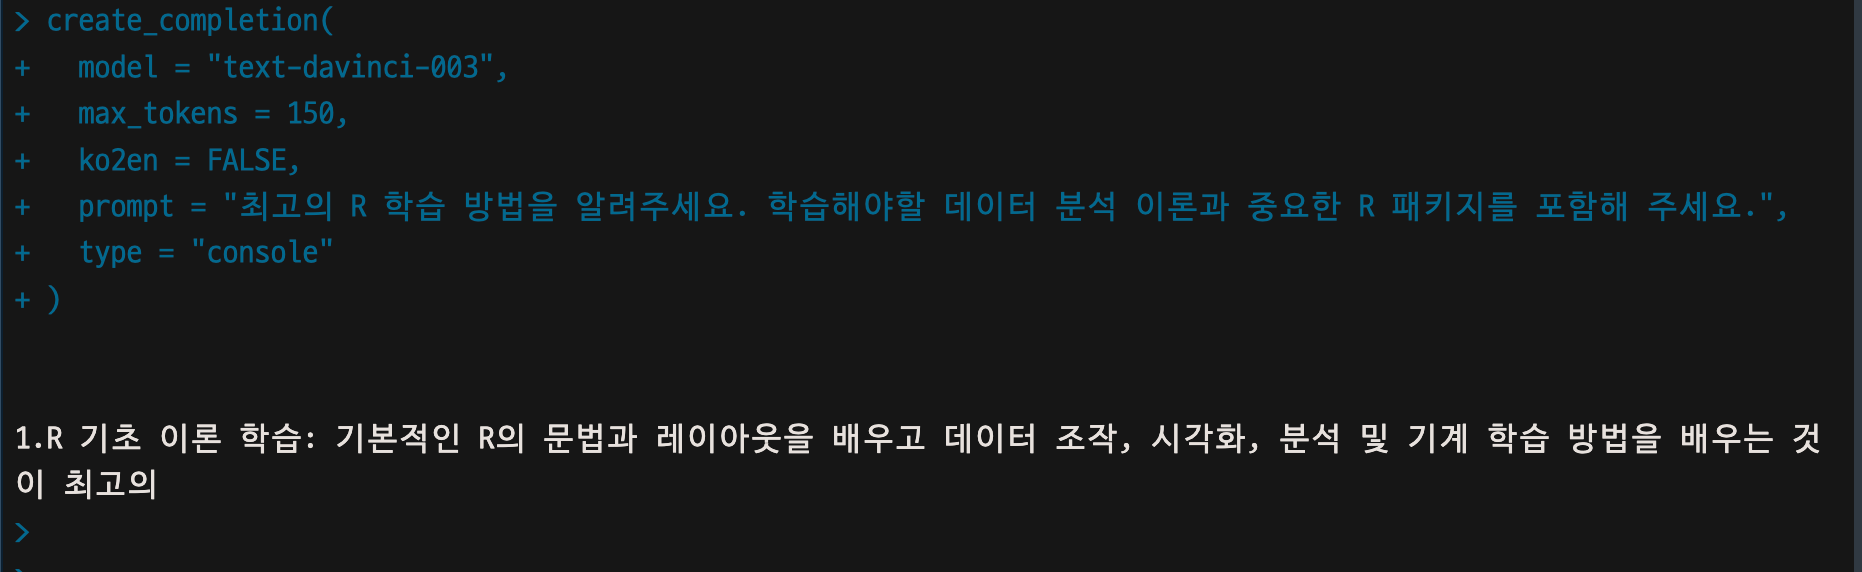 > create_completion(
+   model = "text-davinci-003",
+   max_tokens = 150,
+   ko2en = FALSE,
+   prompt = "최고의 R 학습 방법을 알려주세요. 학습해야할 데이터 분석 이론과 중요한 R 패키지를 포함해 주세요.",
+   type = "console"
+ )
1.R 기초 이론 학습: 기본적인 R의 문법과 레이아웃을 배우고 데이터 조작, 시각화, 분석 및 기계 학습 방법을 배우는 것
이 최고의
>